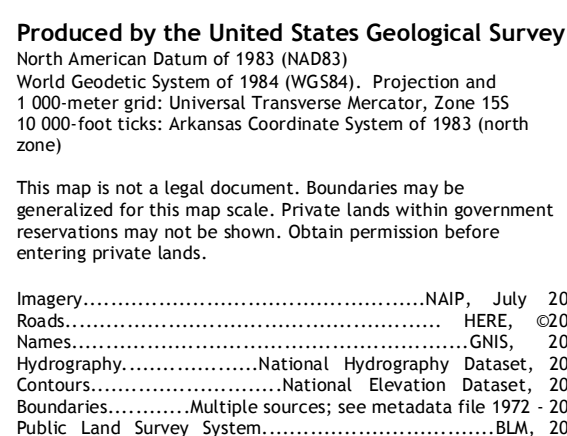 Produced by the United States Geological Survey
North American Datum of 1983 (NAD83)
World Geodetic System of 1984 (WGS84).  Projection and
1 000-meter grid: Universal Transverse Mercator, Zone 15S
10 000-foot ticks: Arkansas Coordinate System of 1983 (north
zone)
This map is not a legal document. Boundaries may be
generalized for this map scale. Private lands within government
reservations may not be shown. Obtain permission before
entering private lands.
Imagery.................................................NAIP, July 20
Roads..................................................... HERE, ©20
Names........................................................GNIS, 20
Hydrography....................National Hydrography Dataset, 20
Contours............................National Elevation Dataset, 20
Boundaries............Multiple sources; see metadata file 1972 - 20
Public Land Survey System.................................BLM, 20